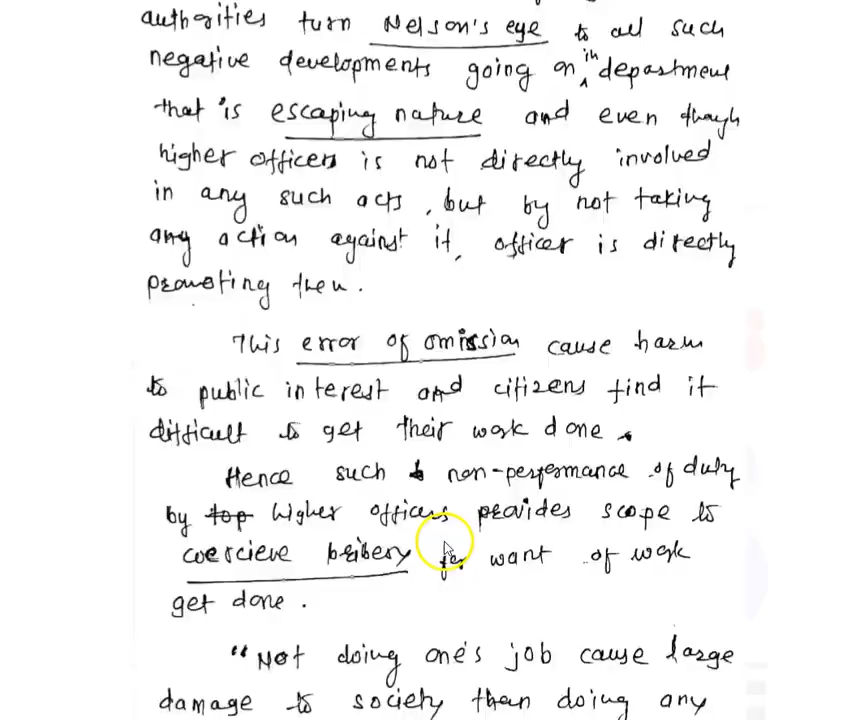 authorities turn Nelson's eye to all such
negative developments going on in department
that is escaping nature and even though
higher officers is not directly involved
in any such acts, but by not taking
any action against it, officer is directly
promoting them.
This error of omission cause harm
to public interest and citizens find it
difficult to get their work done.
Hence such non-performance of duty
by top higher officers provides scope to
coercieve bribery for want of work
get done.
"Not doing one's job cause large
damage to society than doing any